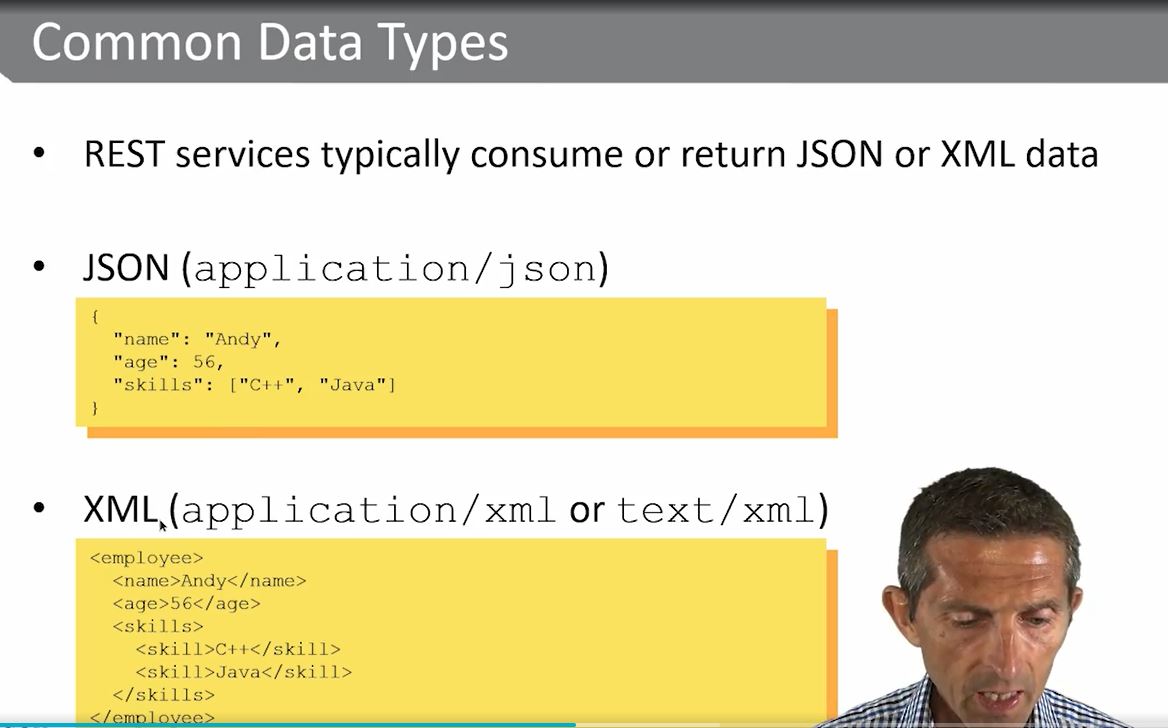 Common Data Types
• REST services typically consume or return JSON or XML data
• JSON (application/json)
{
"name": "Andy",
"age": 56,
"skills": ["C++", "Java"]
}
• XML (application/xml or text/xml)
<employee>
<name>Andy</name>
<age>56</age>
<skills>
<skill>C++</skill>
<skill>Java</skill>
</skills>
</employee>